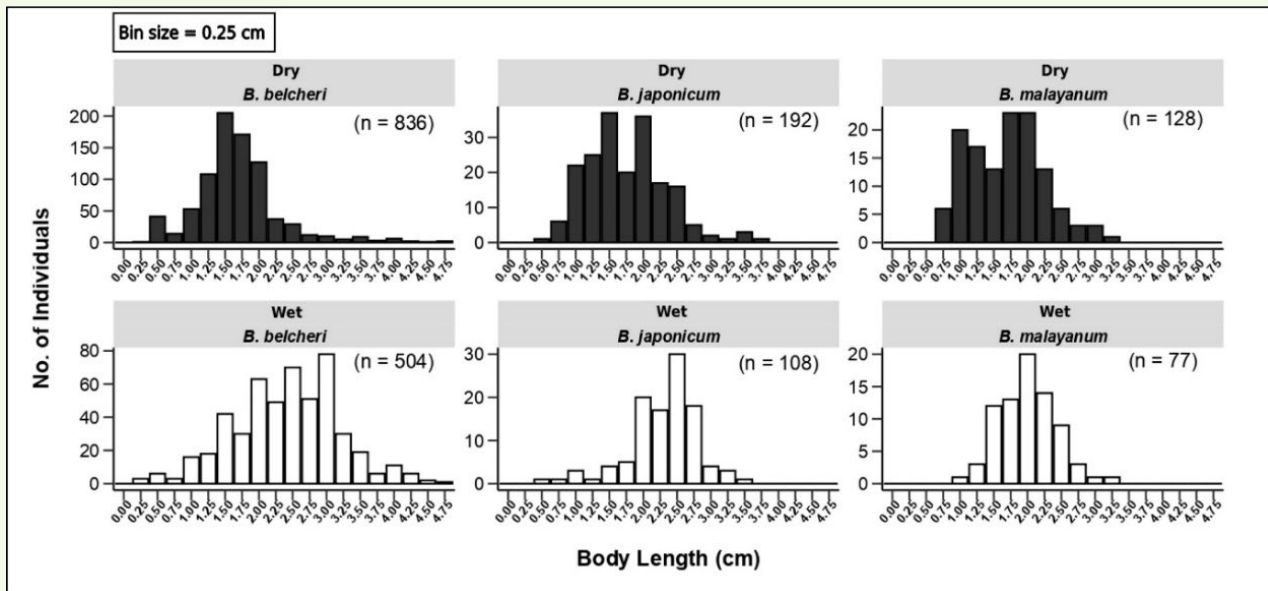 Bin size = 0.25 cm
Dry
B. belcheri
(n = 836)
200
150
100
50
0
0.00 0.25 0.50 0.75 1.00 1.25 1.50 1.75 2.00 2.25 2.50 2.75 3.00 3.25 3.50 3.75 4.00 4.25 4.50 4.75
Dry
B. japonicum
(n = 192)
30
20
10
0
0.00 0.25 0.50 0.75 1.00 1.25 1.50 1.75 2.00 2.25 2.50 2.75 3.00 3.25 3.50 3.75 4.00 4.25 4.50 4.75
Dry
B. malayanum
(n = 128)
20
15
10
5
0
0.00 0.25 0.50 0.75 1.00 1.25 1.50 1.75 2.00 2.25 2.50 2.75 3.00 3.25 3.50 3.75 4.00 4.25 4.50 4.75
No. of Individuals
Wet
B. belcheri
(n = 504)
80
60
40
20
0
0.00 0.25 0.50 0.75 1.00 1.25 1.50 1.75 2.00 2.25 2.50 2.75 3.00 3.25 3.50 3.75 4.00 4.25 4.50 4.75
Wet
B. japonicum
(n = 108)
30
20
10
0
0.00 0.25 0.50 0.75 1.00 1.25 1.50 1.75 2.00 2.25 2.50 2.75 3.00 3.25 3.50 3.75 4.00 4.25 4.50 4.75
Wet
B. malayanum
(n = 77)
20
15
10
5
0
0.00 0.25 0.50 0.75 1.00 1.25 1.50 1.75 2.00 2.25 2.50 2.75 3.00 3.25 3.50 3.75 4.00 4.25 4.50 4.75
Body Length (cm)